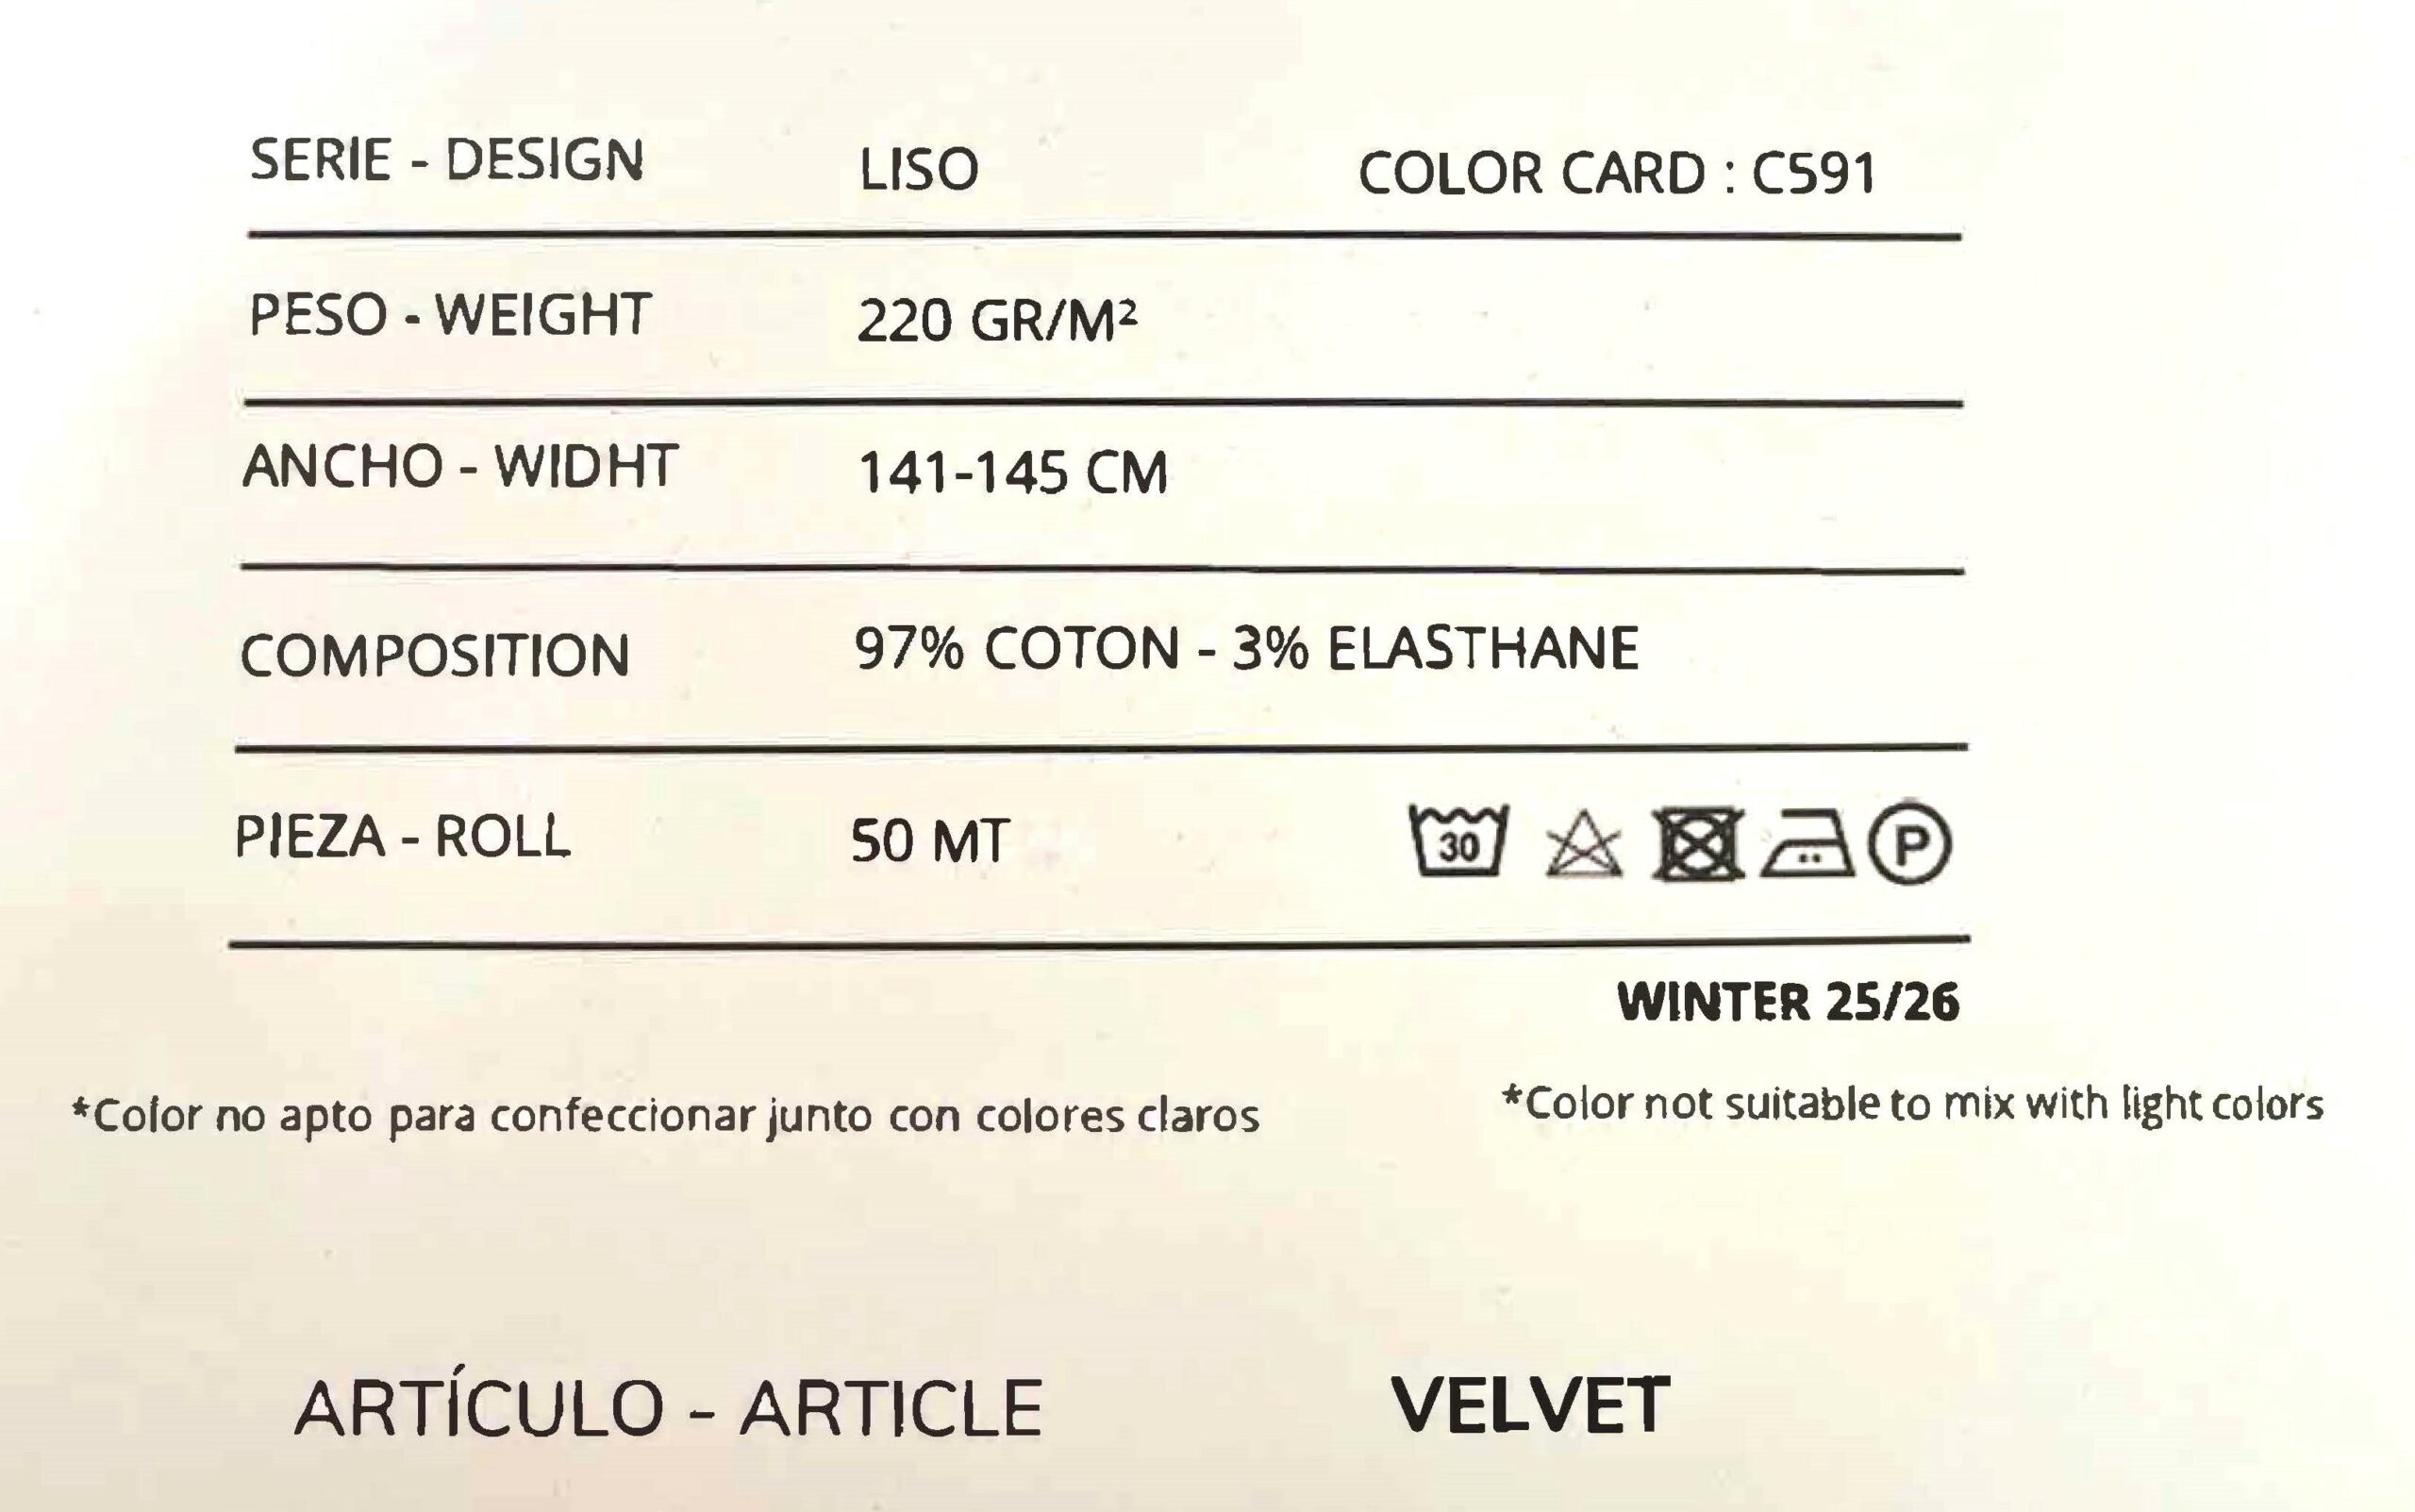 SERIE - DESIGN LISO COLOR CARD : C591
PESO - WEIGHT 220 GR/M²
ANCHO - WIDHT 141-145 CM
COMPOSITION 97% COTON - 3% ELASTHANE
PIEZA - ROLL 50 MT 30 P
WINTER 25/26
*Color no apto para confeccionar junto con colores claros *Color not suitable to mix with light colors
ARTÍCULO - ARTICLE VELVET